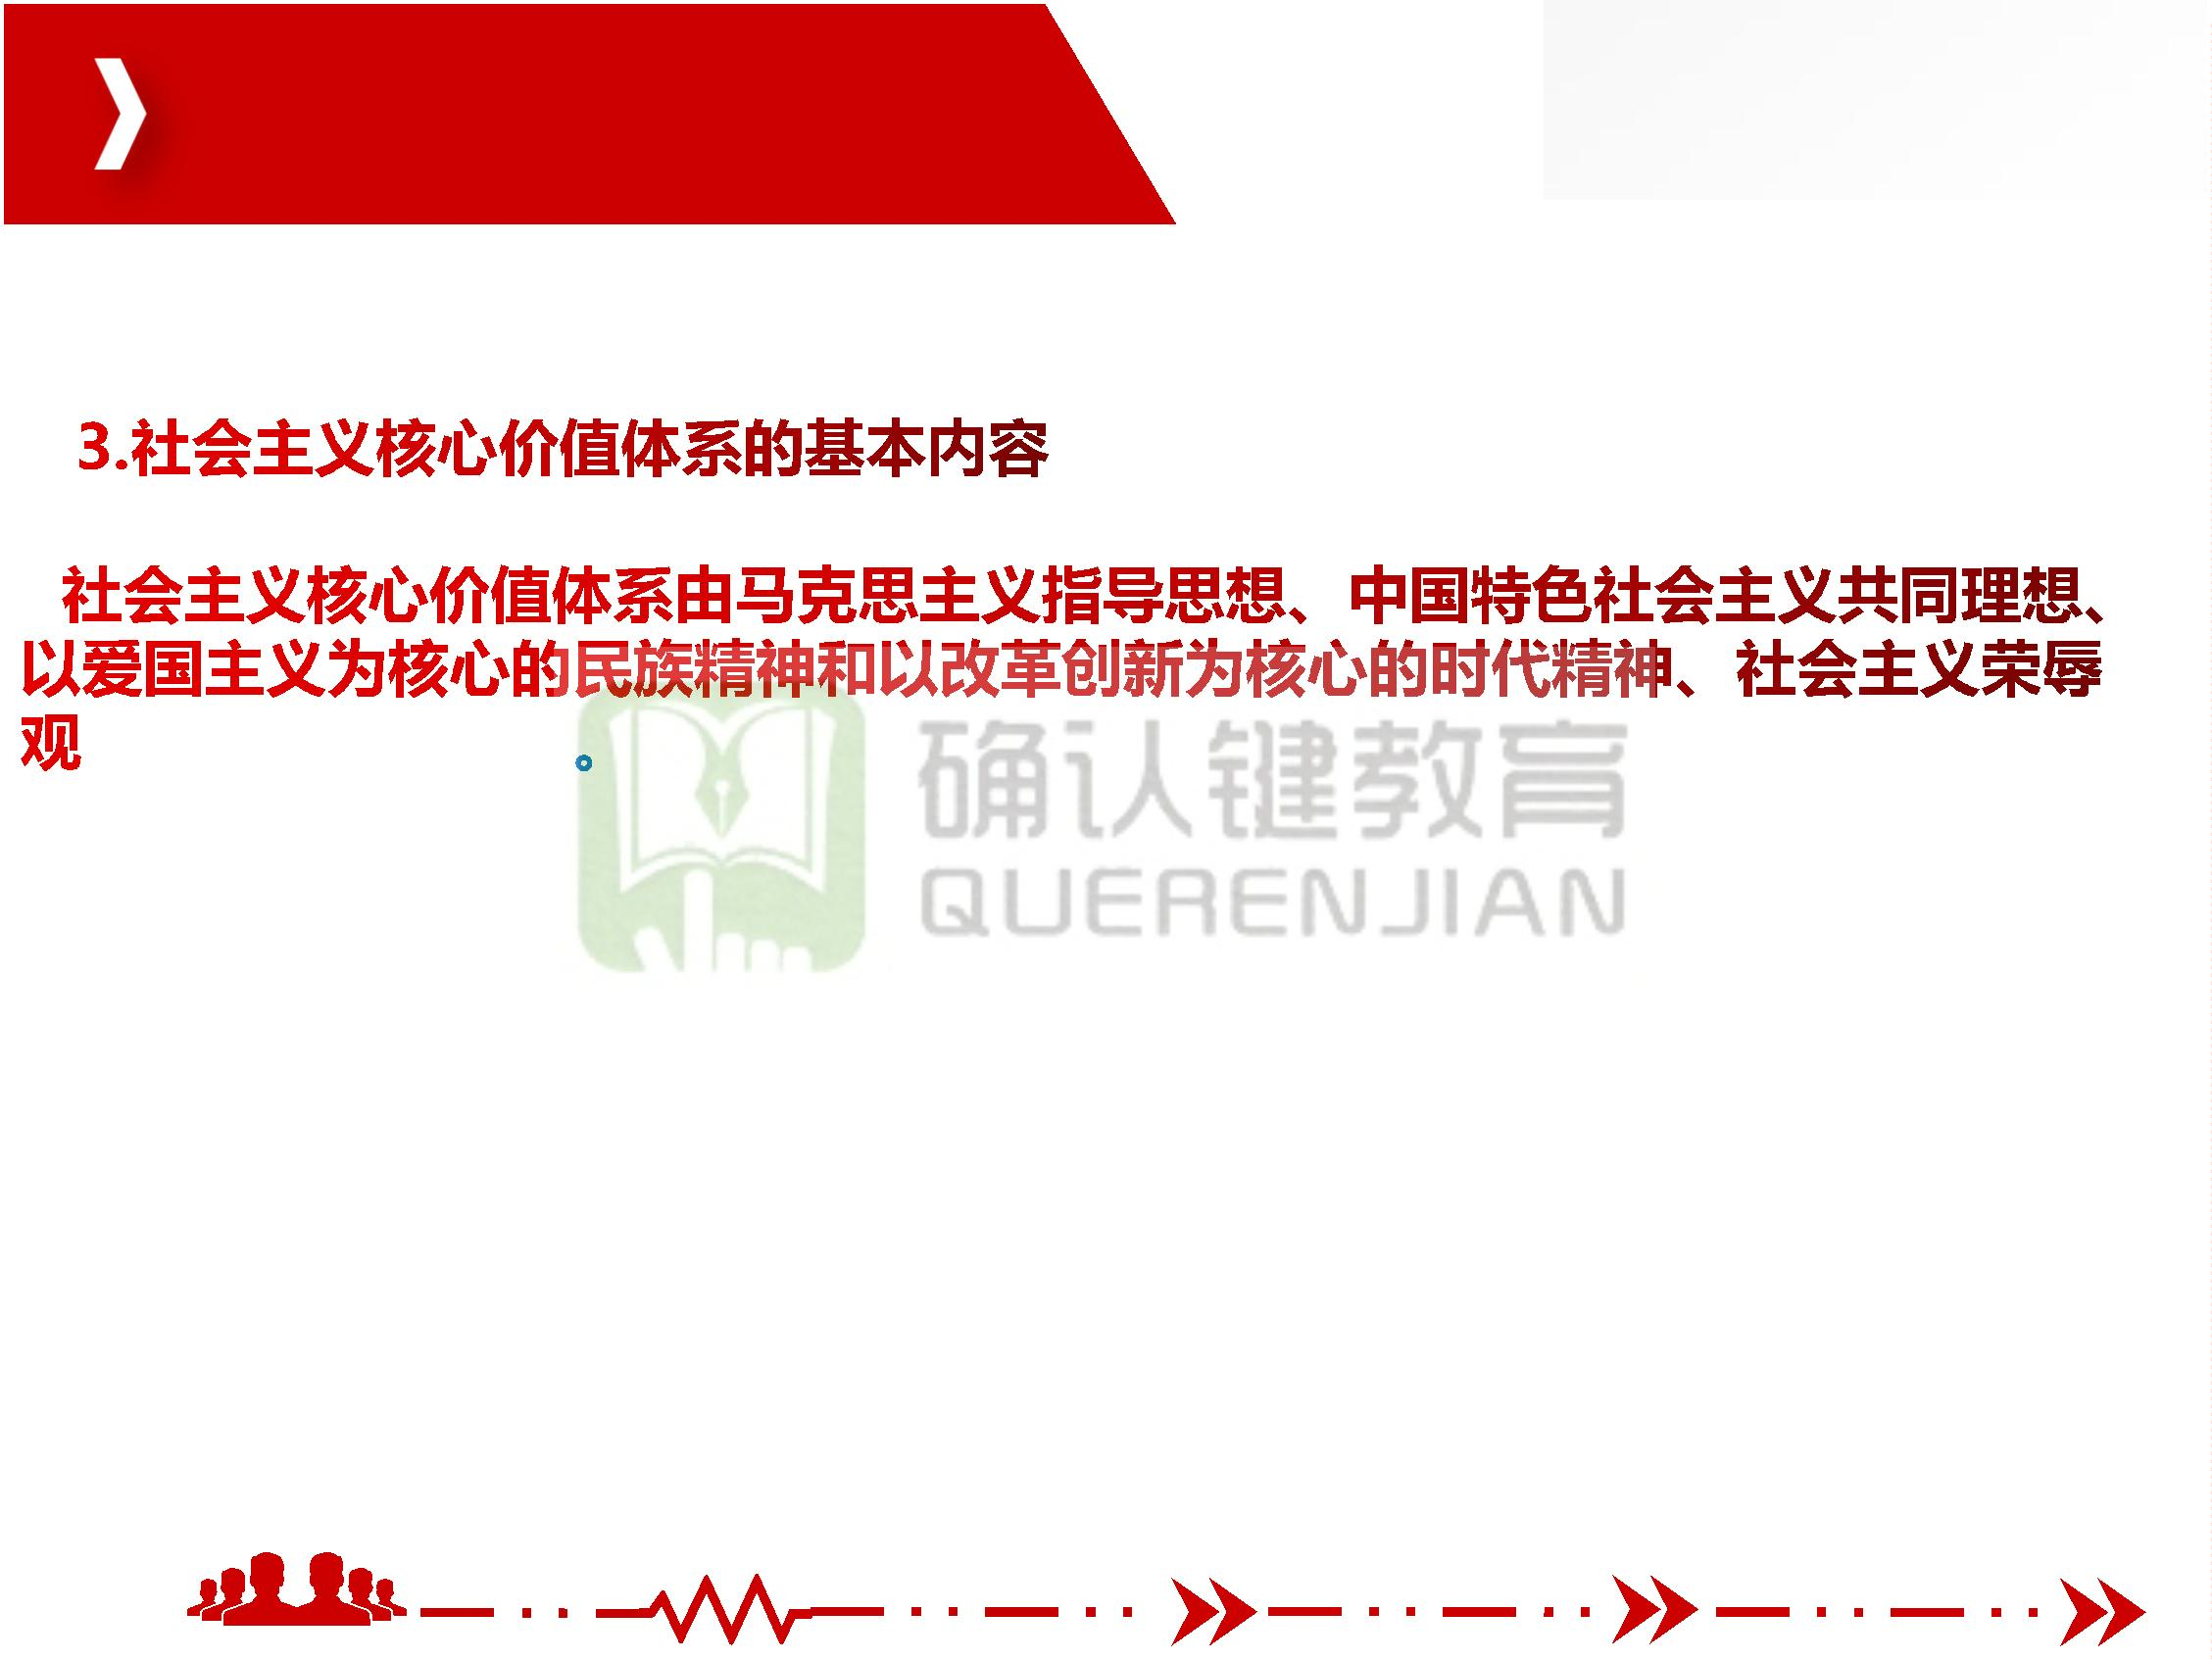 3.社会主义核心价值体系的基本内容
社会主义核心价值体系由马克思主义指导思想、中国特色社会主义共同理想、
以爱国主义为核心的民族精神和以改革创新为核心的时代精神、社会主义荣辱
观
确认键教育
QUERENJIAN